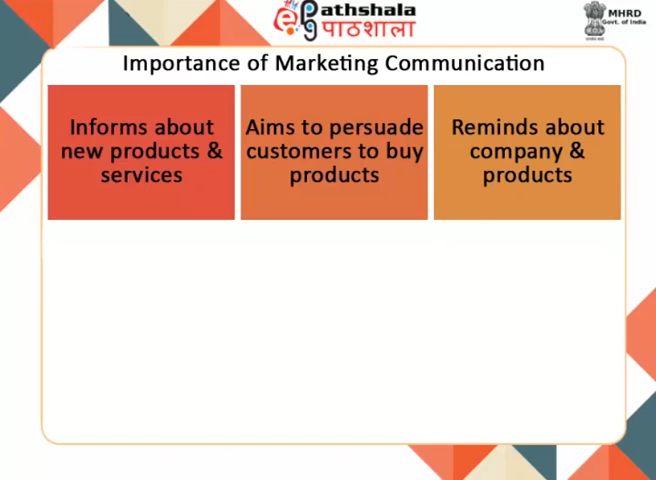 Pathshala
पाठशाला
MHRD
Govt. of India
Importance of Marketing Communication
Informs about
new products &
services
Aims to persuade
customers to buy
products
Reminds about
company &
products